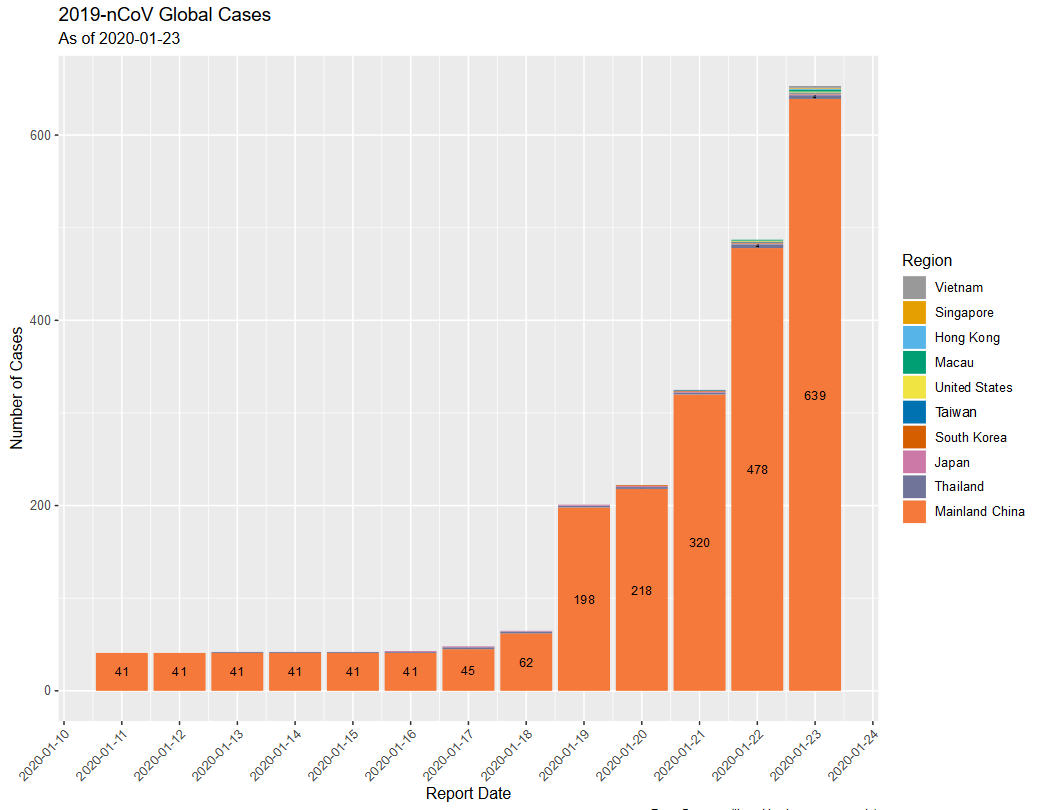 2019-nCoV Global Cases
As of 2020-01-23
Number of Cases
600
400
200
0
41
41
41
41
41
41
45
62
198
218
320
478
4
639
4
2020-01-10
2020-01-11
2020-01-12
2020-01-13
2020-01-14
2020-01-15
2020-01-16
2020-01-17
2020-01-18
2020-01-19
2020-01-20
2020-01-21
2020-01-22
2020-01-23
2020-01-24
Report Date
Region
Vietnam
Singapore
Hong Kong
Macau
United States
Taiwan
South Korea
Japan
Thailand
Mainland China